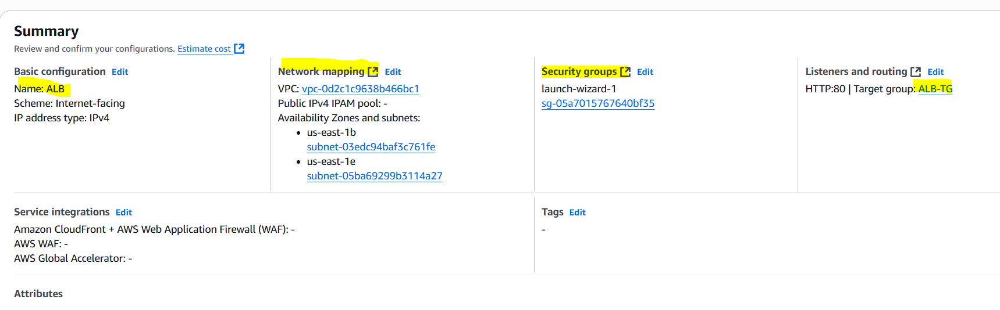 Summary
Review and confirm your configurations. Estimate cost
Basic configuration Edit
Name: ALB
Scheme: Internet-facing
IP address type: IPv4
Network mapping Edit
VPC: vpc-0d2c1c9638b466bc1
Public IPv4 IPAM pool: -
Availability Zones and subnets:
• us-east-1b
subnet-03edc94baf3c761fe
• us-east-1e
subnet-05ba69299b3114a27
Security groups Edit
launch-wizard-1
sg-05a7015767640bf35
Listeners and routing Edit
HTTP:80 | Target group: ALB-TG
Service integrations Edit
Amazon CloudFront + AWS Web Application Firewall (WAF): -
AWS WAF: -
AWS Global Accelerator: -
Tags Edit
-
Attributes